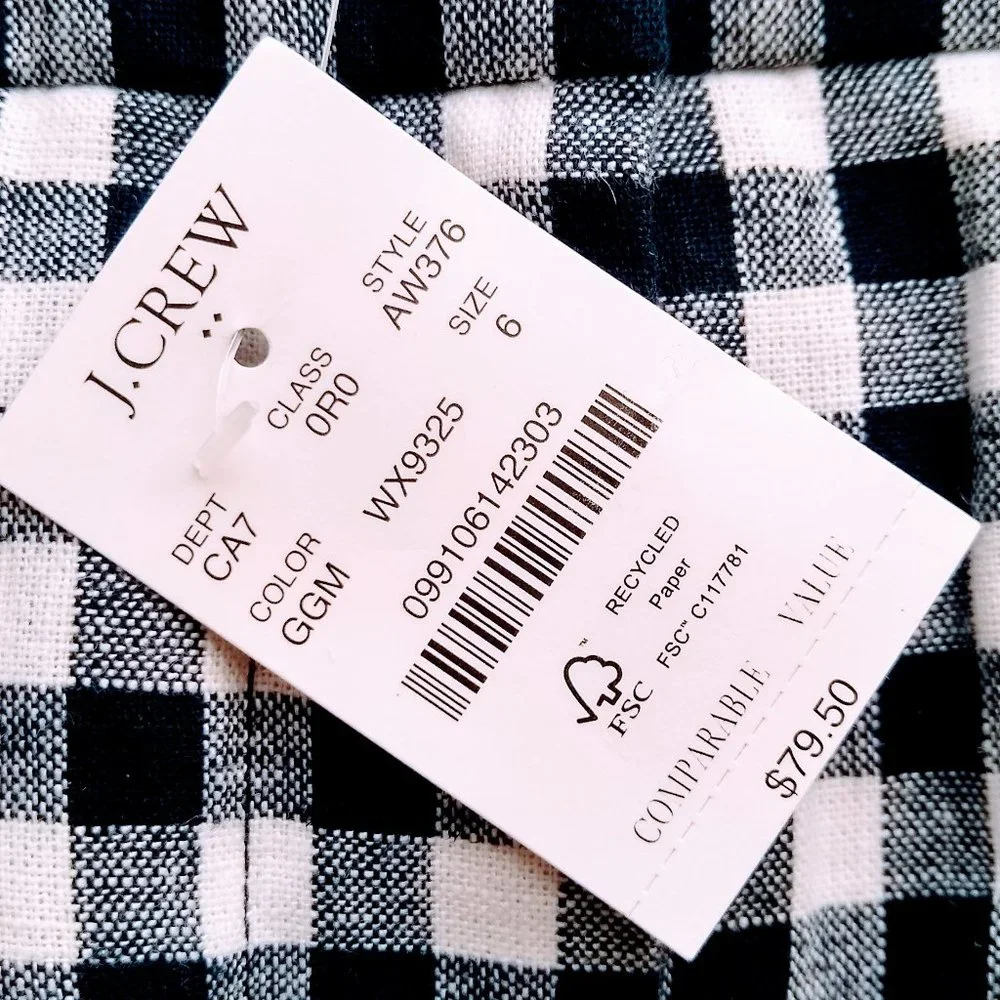 J.CREW
DEPT CLASS STYLE
CA7 0R0 AW376
COLOR SIZE
GGM 6
WX9325
099106142303
RECYCLED
Paper
FSC™ C117781
™
FSC
COMPARABLE VALUE
$79.50